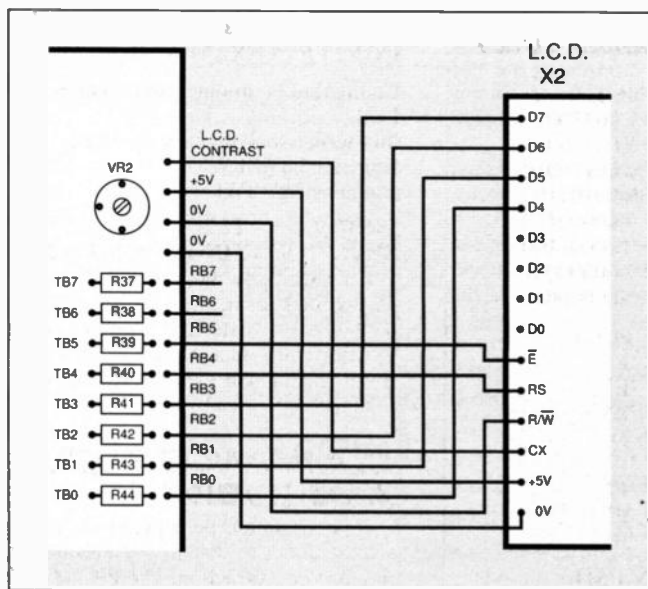 L.C.D.
X2
L.C.D.
CONTRAST
VR2
+5V
0V
0V
TB7 R37 RB7
TB6 R38 RB6
TB5 R39 RB5
TB4 R40 RB4
TB3 R41 RB3
TB2 R42 RB2
TB1 R43 RB1
TB0 R44 RB0
D7
D6
D5
D4
D3
D2
D1
D0
E̅
RS
R/W̅
CX
+5V
0V